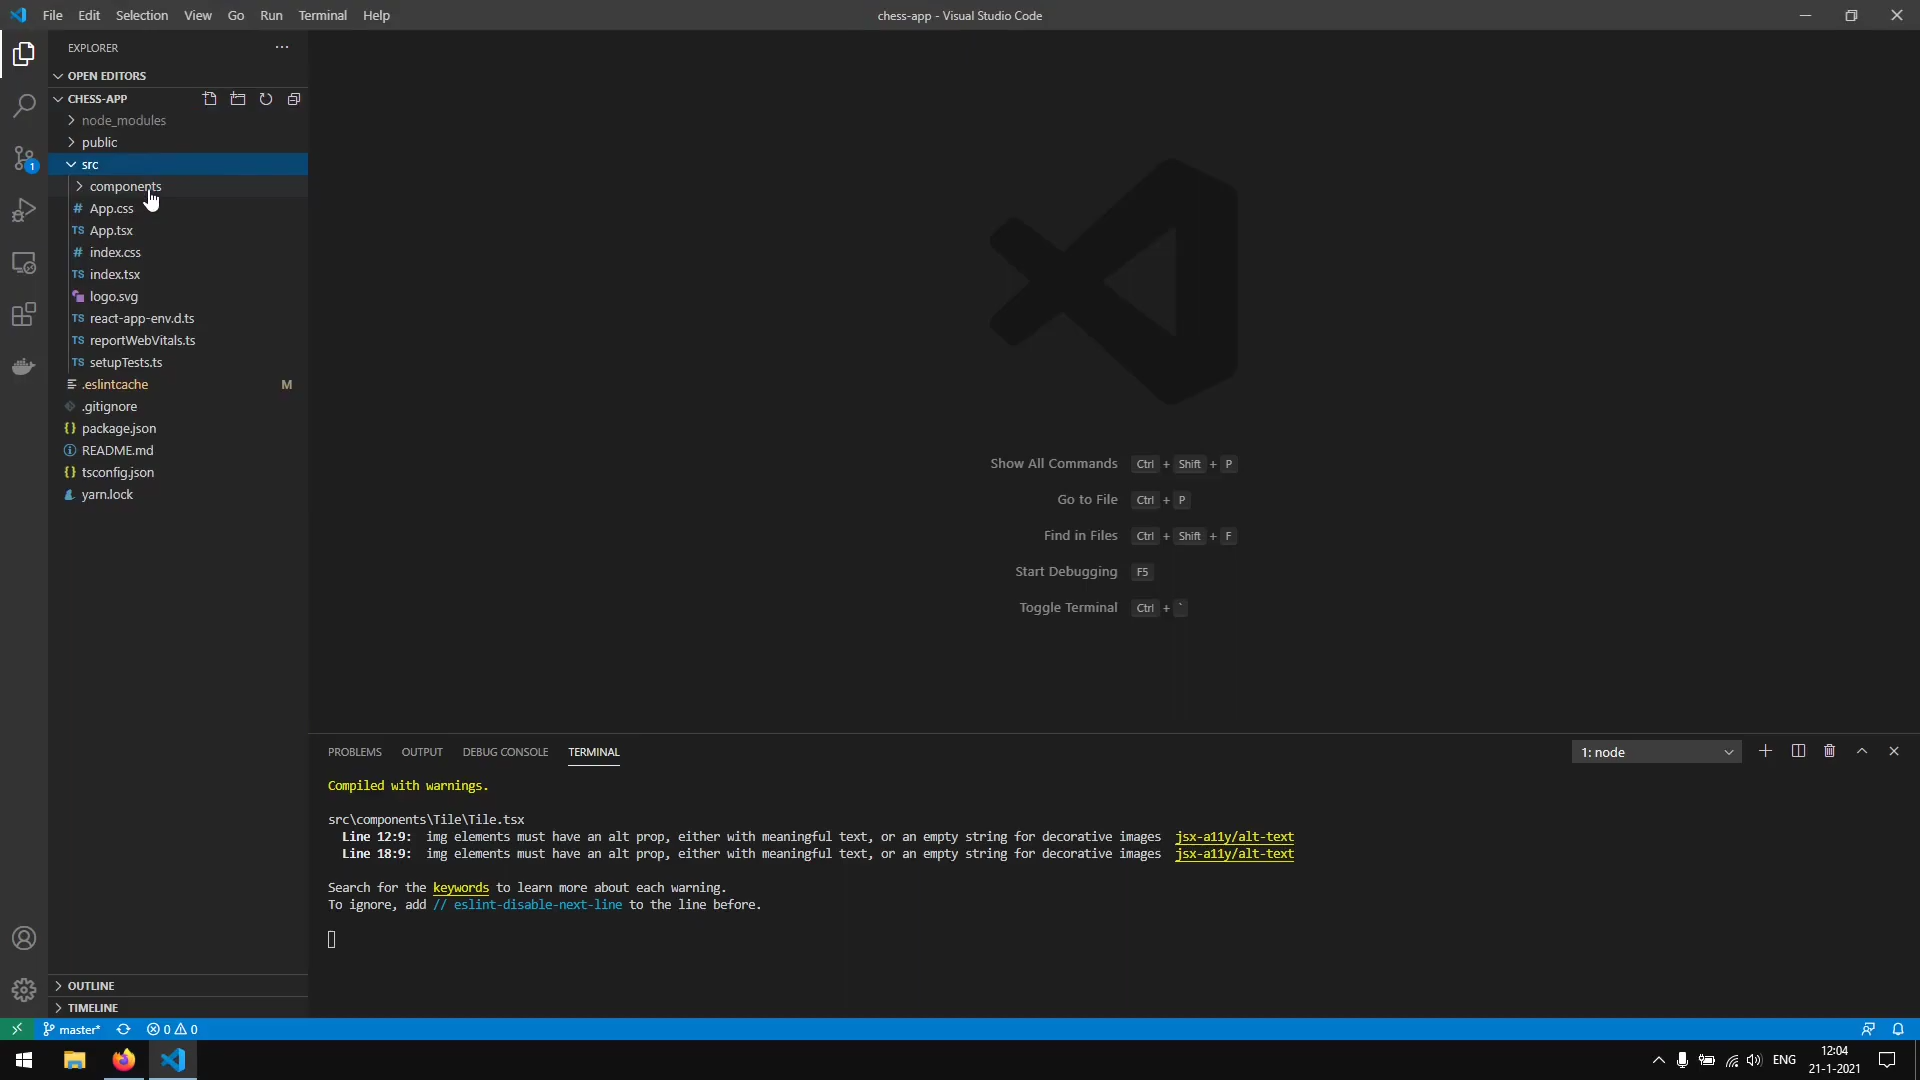 File Edit Selection View Go Run Terminal Help
chess-app - Visual Studio Code
EXPLORER
OPEN EDITORS
CHESS-APP
node_modules
public
src
components
# App.css
TS App.tsx
# index.css
TS index.tsx
logo.svg
TS react-app-env.d.ts
TS reportWebVitals.ts
TS setupTests.ts
.eslintcache M
.gitignore
{} package.json
README.md
{} tsconfig.json
yarn.lock
1
Show All Commands Ctrl + Shift + P
Go to File Ctrl + P
Find in Files Ctrl + Shift + F
Start Debugging F5
Toggle Terminal Ctrl + `
PROBLEMS OUTPUT DEBUG CONSOLE TERMINAL
1: node
Compiled with warnings.
src\components\Tile\Tile.tsx
Line 12:9: img elements must have an alt prop, either with meaningful text, or an empty string for decorative images jsx-a11y/alt-text
Line 18:9: img elements must have an alt prop, either with meaningful text, or an empty string for decorative images jsx-a11y/alt-text
Search for the keywords to learn more about each warning.
To ignore, add // eslint-disable-next-line to the line before.
OUTLINE
TIMELINE
master* 0 0
ENG
12:04
21-1-2021